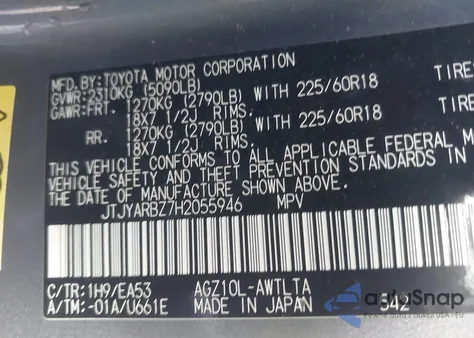 MFD.BY:TOYOTA MOTOR CORPORATION
GVWR:2310KG (5090LB)
GAWR:FRT. 1270KG (2790LB) WITH 225/60R18 TIRES
18X7 1/2J RIMS.
RR. 1270KG (2790LB) WITH 225/60R18 TIRES
18X7 1/2J RIMS.
THIS VEHICLE CONFORMS TO ALL APPLICABLE FEDERAL
VEHICLE SAFETY AND THEFT PREVENTION STANDARDS IN
THE DATE OF MANUFACTURE SHOWN ABOVE.
JTJYARBZ7H2055946 MPV
C/TR:1H9/EA53 AGZ10L-AWTLTA
A/TM:-01A/U661E MADE IN JAPAN 542
autoSnap